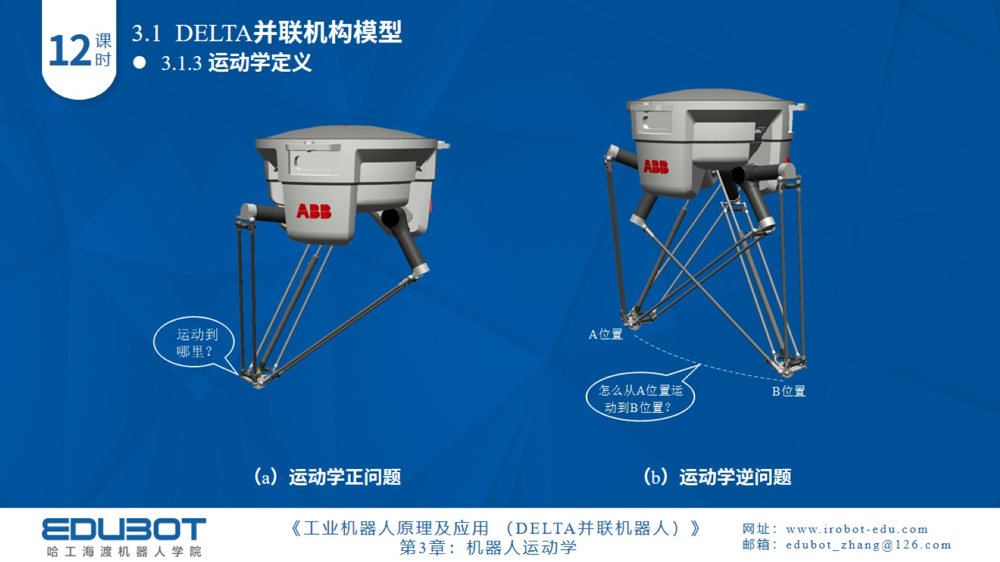 12课时
3.1 DELTA并联机构模型
● 3.1.3 运动学定义
ABB
ABB
运动到
哪里？
A位置
怎么从A位置运
动到B位置？
B位置
（a）运动学正问题
（b）运动学逆问题
EDUBOT
哈工海渡机器人学院
《工业机器人原理及应用 （DELTA并联机器人）》
第3章：机器人运动学
网址：www.irobot-edu.com
邮箱：edubot_zhang@126.com